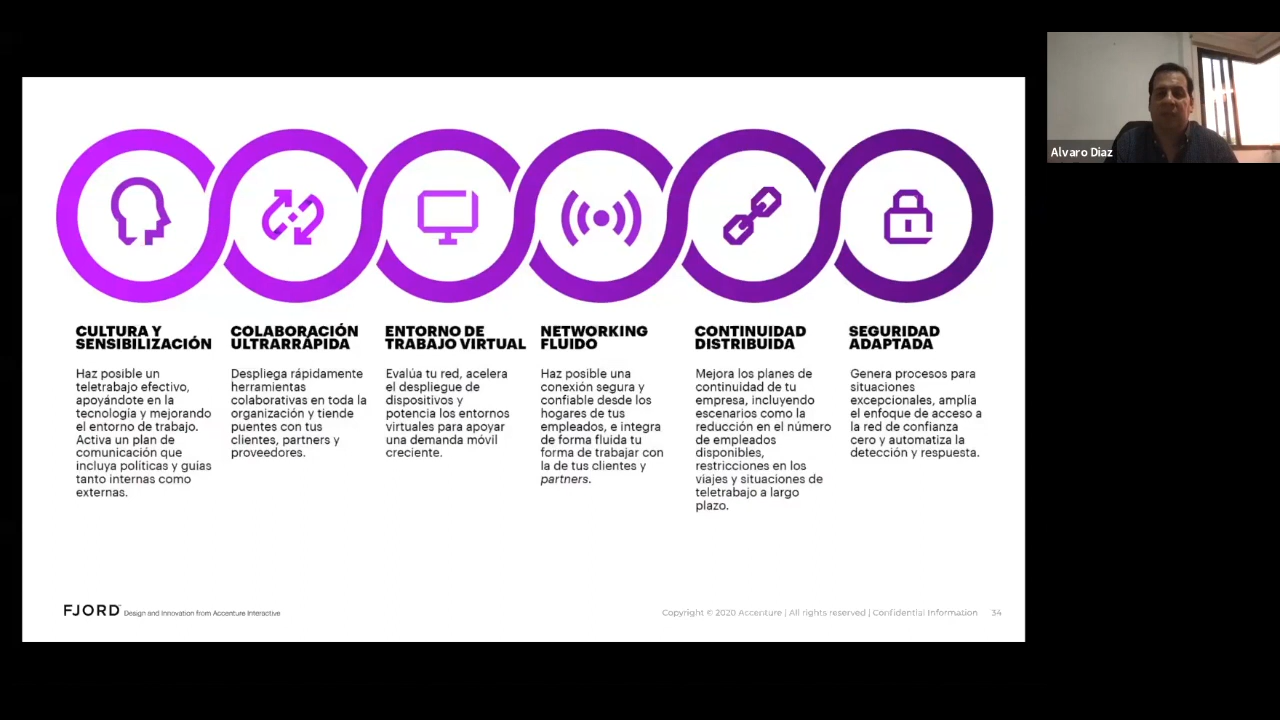 Alvaro Diaz
CULTURA Y
SENSIBILIZACIÓN
Haz posible un
teletrabajo efectivo,
apoyándote en la
tecnología y mejorando
el entorno de trabajo.
Activa un plan de
comunicación que
incluya políticas y guías
tanto internas como
externas.
COLABORACIÓN
ULTRARRÁPIDA
Despliega rápidamente
herramientas
colaborativas en toda la
organización y tiende
puentes con tus
clientes, partners y
proveedores.
ENTORNO DE
TRABAJO VIRTUAL
Evalúa tu red, acelera
el despliegue de
dispositivos y
potencia los entornos
virtuales para apoyar
una demanda móvil
creciente.
NETWORKING
FLUIDO
Haz posible una
conexión segura y
confiable desde los
hogares de tus
empleados, e integra
de forma fluida tu
forma de trabajar con
la de tus clientes y
partners.
CONTINUIDAD
DISTRIBUIDA
Mejora los planes de
continuidad de tu
empresa, incluyendo
escenarios como la
reducción en el número
de empleados
disponibles,
restricciones en los
viajes y situaciones de
teletrabajo a largo
plazo.
SEGURIDAD
ADAPTADA
Genera procesos para
situaciones
excepcionales, amplía
el enfoque de acceso a
la red de confianza
cero y automatiza la
detección y respuesta.
FJORD Design and Innovation from Accenture Interactive
Copyright © 2020 Accenture | All rights reserved | Confidential Information 34